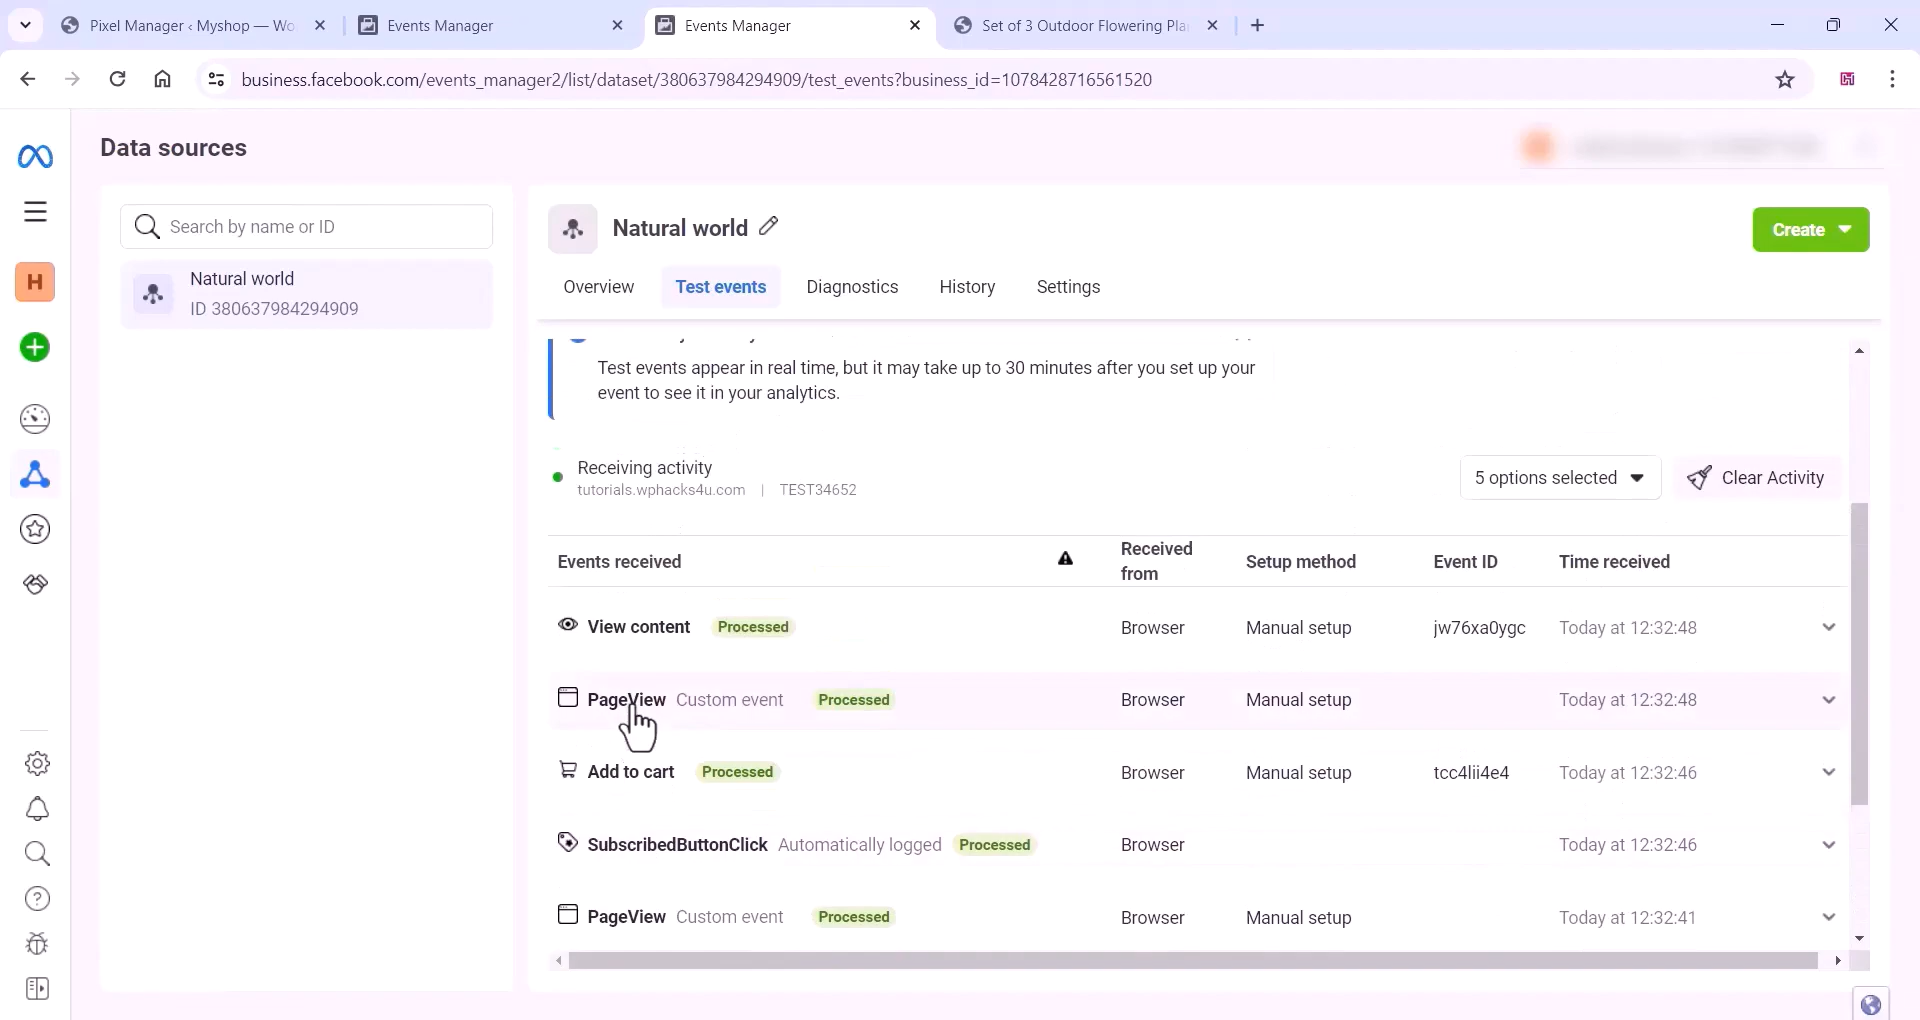 Pixel Manager ‹ Myshop — Wo
Events Manager
Events Manager
Set of 3 Outdoor Flowering Pla
business.facebook.com/events_manager2/list/dataset/380637984294909/test_events?business_id=1078428716561520
Data sources
Search by name or ID
Natural world
ID 380637984294909
H
Natural world
Create
Overview
Test events
Diagnostics
History
Settings
Test events appear in real time, but it may take up to 30 minutes after you set up your
event to see it in your analytics.
Receiving activity
tutorials.wphacks4u.com | TEST34652
5 options selected
Clear Activity
Events received
Received
from
Setup method
Event ID
Time received
View content Processed Browser Manual setup jw76xa0ygc Today at 12:32:48
PageView Custom event Processed Browser Manual setup Today at 12:32:48
Add to cart Processed Browser Manual setup tcc4lii4e4 Today at 12:32:46
SubscribedButtonClick Automatically logged Processed Browser Today at 12:32:46
PageView Custom event Processed Browser Manual setup Today at 12:32:41